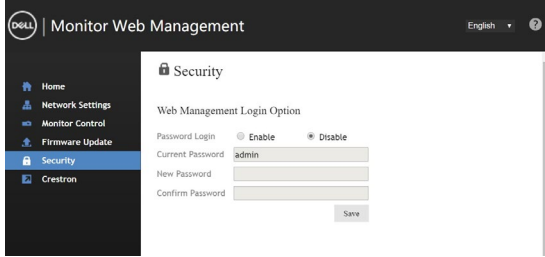 DELL | Monitor Web Management
English ▼ ?
Home
Network Settings
Monitor Control
Firmware Update
Security
Crestron
Security
Web Management Login Option
Password Login Enable Disable
Current Password admin
New Password
Confirm Password
Save